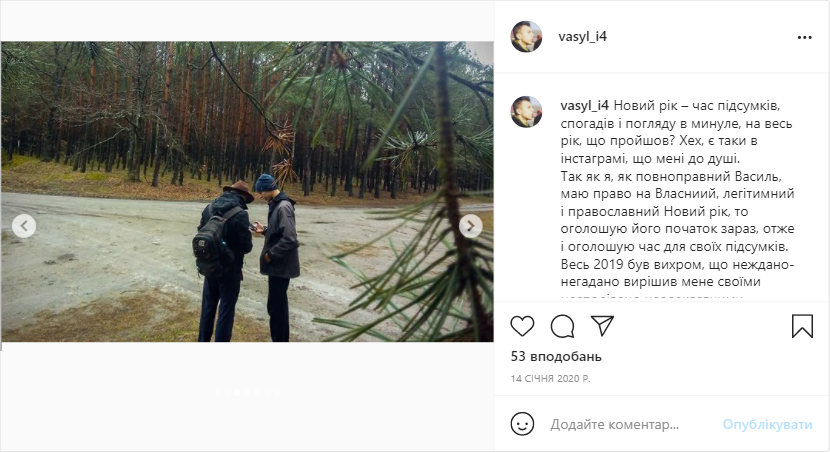 vasyl_i4
vasyl_i4 Новий рік – час підсумків,
спогадів і погляду в минуле, на весь
рік, що пройшов? Хех, є таки в
інстаграмі, що мені до душі.
Так як я, як повноправний Василь,
маю право на Власниий, легітимний
і православний Новий рік, то
оголошую його початок зараз, отже
і оголошую час для своїх підсумків.
Весь 2019 був вихром, що неждано-
негадано вирішив мене своїми
53 вподобань
14 СІЧНЯ 2020 Р.
Додайте коментар... Опублікувати